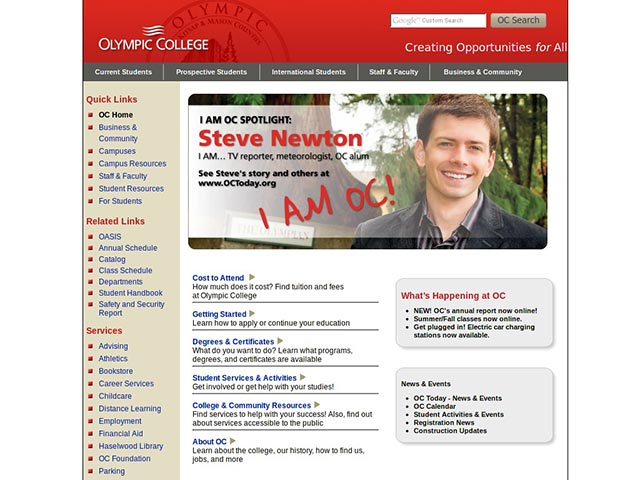 OLYMPIC
KITSAP & MASON COUNTIES
OLYMPIC COLLEGE
Google™ Custom Search
OC Search
Creating Opportunities for All
Current Students
Prospective Students
International Students
Staff & Faculty
Business & Community
Quick Links
OC Home
Business &
Community
Campuses
Campus Resources
Staff & Faculty
Student Resources
For Students
Related Links
OASIS
Annual Schedule
Catalog
Class Schedule
Departments
Student Handbook
Safety and Security
Report
Services
Advising
Athletics
Bookstore
Career Services
Childcare
Distance Learning
Employment
Financial Aid
Haselwood Library
OC Foundation
Parking
I AM OC SPOTLIGHT:
Steve Newton
I AM... TV reporter, meteorologist, OC alum
See Steve's story and others at
www.OCToday.org
I AM OC!
THE OLYMPIEN
Cost to Attend
How much does it cost? Find tuition and fees
at Olympic College
Getting Started
Learn how to apply or continue your education
Degrees & Certificates
What do you want to do? Learn what programs,
degrees, and certificates are available
Student Services & Activities
Get involved or get help with your studies!
College & Community Resources
Find services to help with your success! Also, find out
about services accessible to the public
About OC
Learn about the college, our history, how to find us,
jobs, and more
What's Happening at OC
NEW! OC's annual report now online!
Summer/Fall classes now online.
Get plugged in! Electric car charging
stations now available.
News & Events
OC Today - News & Events
OC Calendar
Student Activities & Events
Registration News
Construction Updates